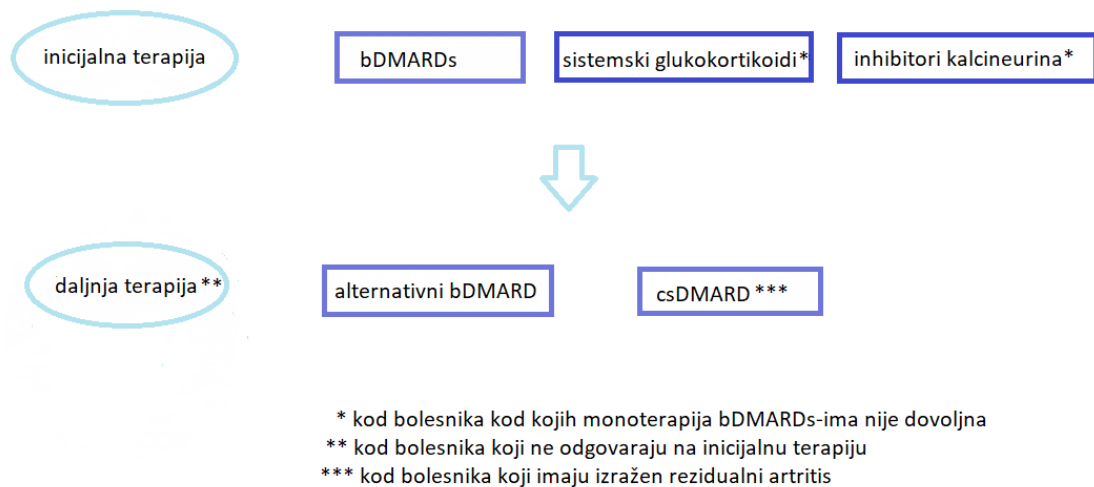 inicijalna terapija
bDMARDs
sistemski glukokortikoidi*
inhibitori kalcineurina*
daljnja terapija**
alternativni bDMARD
csDMARD***
* kod bolesnika kod kojih monoterapija bDMARDs-ima nije dovoljna
** kod bolesnika koji ne odgovaraju na inicijalnu terapiju
*** kod bolesnika koji imaju izražen rezidualni artritis